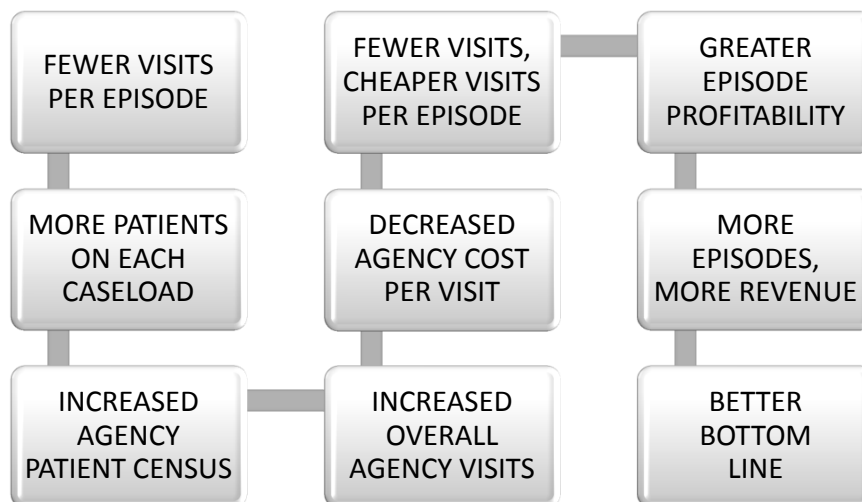 FEWER VISITS
PER EPISODE
MORE PATIENTS
ON EACH
CASELOAD
INCREASED
AGENCY
PATIENT CENSUS
INCREASED
OVERALL
AGENCY VISITS
DECREASED
AGENCY COST
PER VISIT
FEWER VISITS,
CHEAPER VISITS
PER EPISODE
GREATER
EPISODE
PROFITABILITY
MORE
EPISODES,
MORE REVENUE
BETTER
BOTTOM
LINE